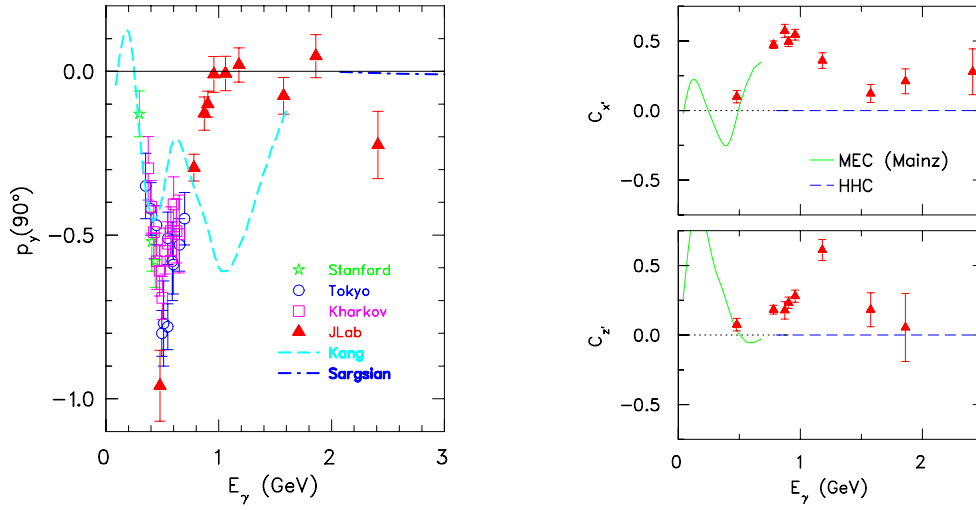 0.0
−0.5
−1.0
p_y(90°)
Stanford
Tokyo
Kharkov
JLab
Kang
Sargsian
0 1 2 3
E_γ (GeV)
0.5
0.0
−0.5
C_x'
MEC (Mainz)
HHC
0.5
0.0
−0.5
C_z'
0 1 2
E_γ (GeV)